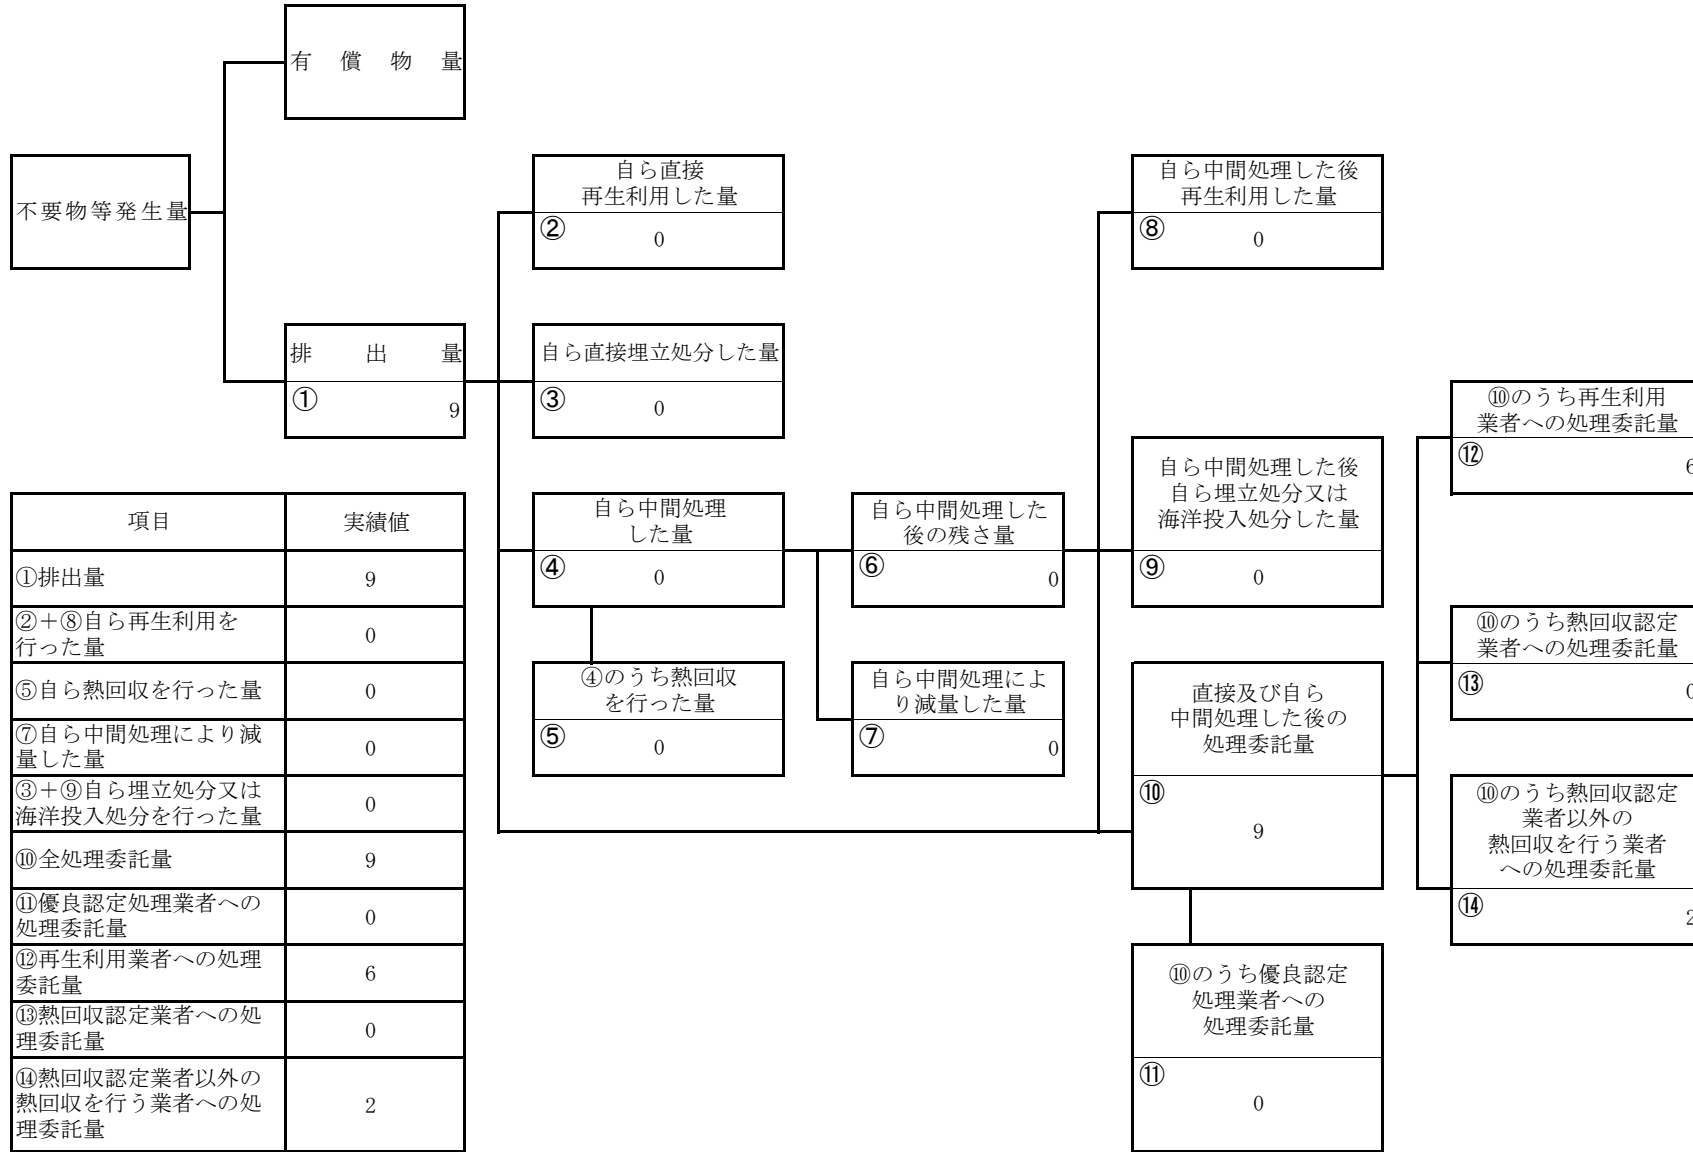 有償物量
不要物等発生量
排出量
①
9
自ら直接
再生利用した量
②
0
自ら直接埋立処分した量
③
0
自ら中間処理
した量
④
0
④のうち熱回収
を行った量
⑤
0
自ら中間処理した
後の残さ量
⑥
0
自ら中間処理によ
り減量した量
⑦
0
自ら中間処理した後
再生利用した量
⑧
0
自ら中間処理した後
自ら埋立処分又は
海洋投入処分した量
⑨
0
直接及び自ら
中間処理した後の
処理委託量
⑩
9
⑩のうち優良認定
処理業者への
処理委託量
⑪
0
⑩のうち再生利用
業者への処理委託量
⑫
6
⑩のうち熱回収認定
業者への処理委託量
⑬
0
⑩のうち熱回収認定
業者以外の
熱回収を行う業者
への処理委託量
⑭
2
項目 実績値
①排出量 9
②＋⑧自ら再生利用を
行った量
0
⑤自ら熱回収を行った量 0
⑦自ら中間処理により減
量した量
0
③＋⑨自ら埋立処分又は
海洋投入処分を行った量
0
⑩全処理委託量 9
⑪優良認定処理業者への
処理委託量
0
⑫再生利用業者への処理
委託量
6
⑬熱回収認定業者への処
理委託量
0
⑭熱回収認定業者以外の
熱回収を行う業者への処
理委託量
2